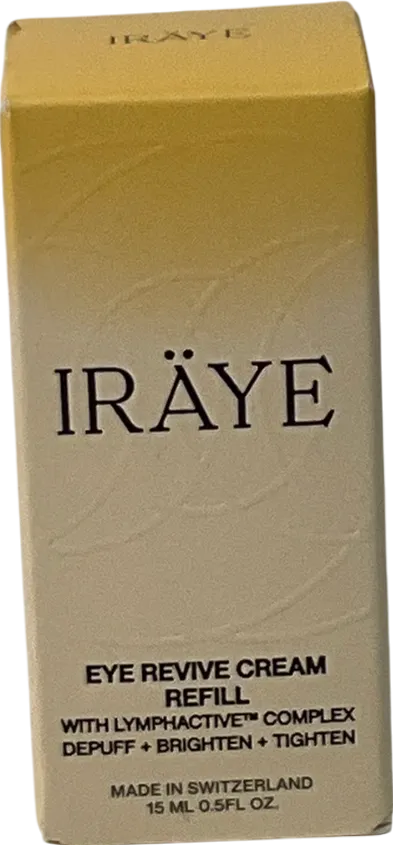 IRÄYE
IRÄYE
EYE REVIVE CREAM
REFILL
WITH LYMPHACTIVE™ COMPLEX
DEPUFF + BRIGHTEN + TIGHTEN
MADE IN SWITZERLAND
15 ML 0.5FL OZ.